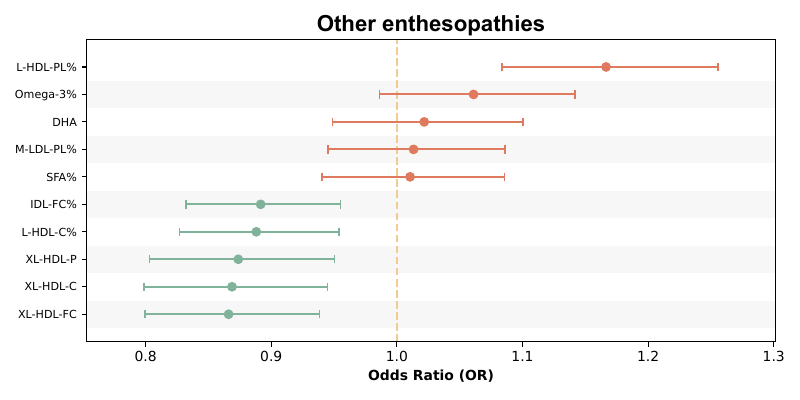 Other enthesopathies
L-HDL-PL%
Omega-3%
DHA
M-LDL-PL%
SFA%
IDL-FC%
L-HDL-C%
XL-HDL-P
XL-HDL-C
XL-HDL-FC
0.8 0.9 1.0 1.1 1.2 1.3
Odds Ratio (OR)